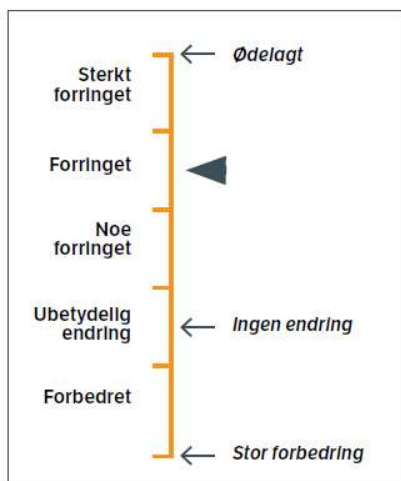 Ødelagt
Sterkt
forringet
Forringet
Noe
forringet
Ubetydelig
endring
Ingen endring
Forbedret
Stor forbedring